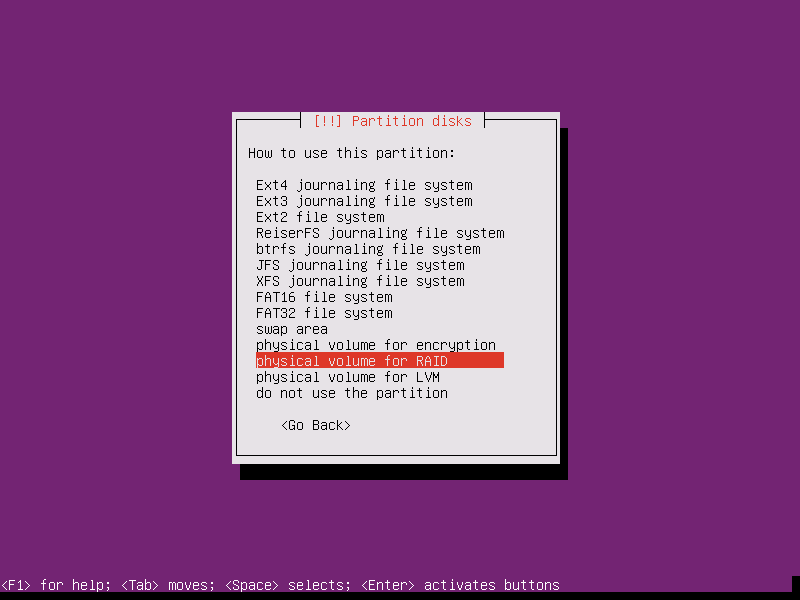 [!!] Partition disks
How to use this partition:
Ext4 journaling file system
Ext3 journaling file system
Ext2 file system
ReiserFS journaling file system
btrfs journaling file system
JFS journaling file system
XFS journaling file system
FAT16 file system
FAT32 file system
swap area
physical volume for encryption
physical volume for RAID
physical volume for LVM
do not use the partition
<Go Back>
<F1> for help; <Tab> moves; <Space> selects; <Enter> activates buttons